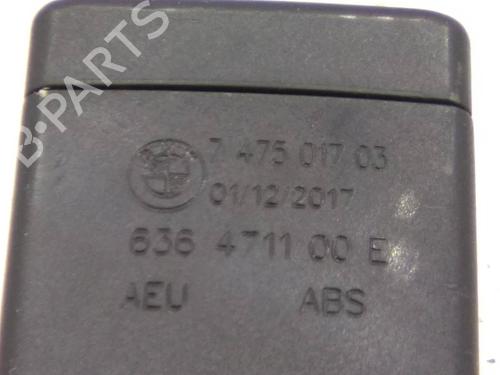 B-PARTS
7 475 017 03
01/12/2017
636 4711 00 E
AEU ABS